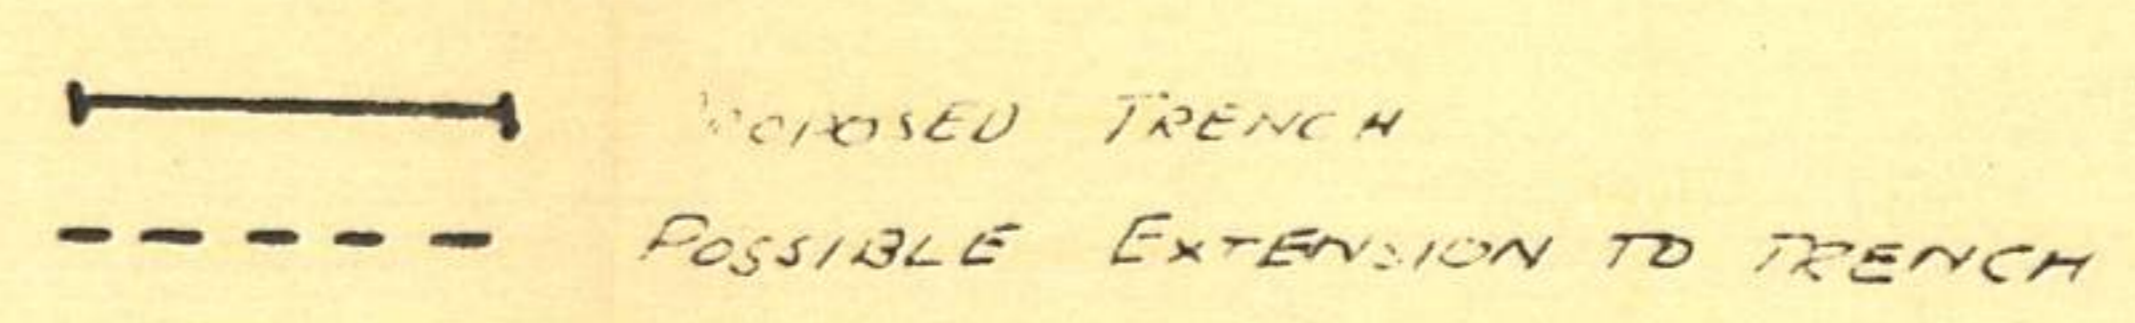 PROPOSED TRENCH
POSSIBLE EXTENSION TO TRENCH